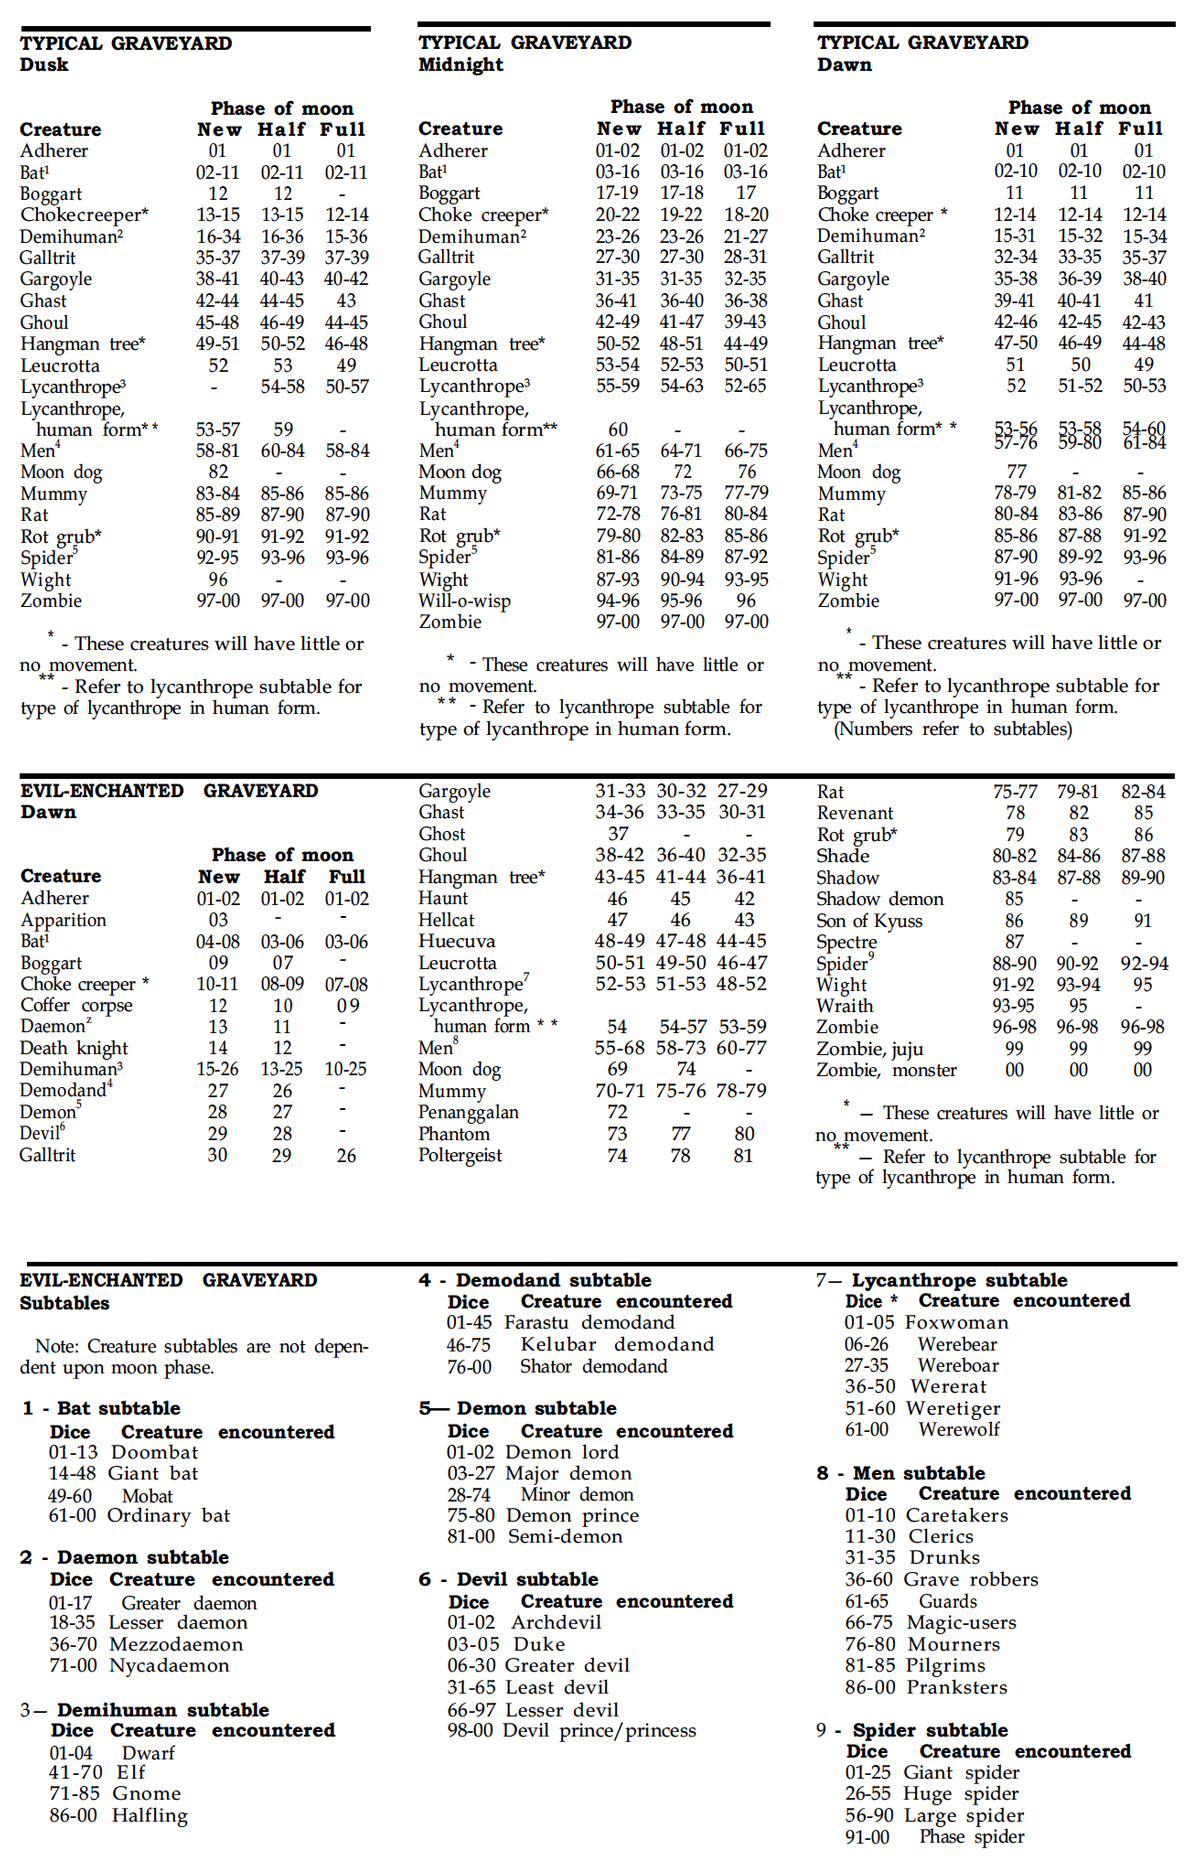 TYPICAL GRAVEYARD
Dusk
Phase of moon
Creature New Half Full
Adherer 01 01 01
Bat¹ 02-11 02-11 02-11
Boggart 12 12 -
Chokecreeper* 13-15 13-15 12-14
Demihuman² 16-34 16-36 15-36
Galltrit 35-37 37-39 37-39
Gargoyle 38-41 40-43 40-42
Ghast 42-44 44-45 43
Ghoul 45-48 46-49 44-45
Hangman tree* 49-51 50-52 46-48
Leucrotta 52 53 49
Lycanthrope³ - 54-58 50-57
Lycanthrope,
human form** 53-57 59 -
Men⁴ 58-81 60-84 58-84
Moon dog 82 - -
Mummy 83-84 85-86 85-86
Rat 85-89 87-90 87-90
Rot grub* 90-91 91-92 91-92
Spider⁵ 92-95 93-96 93-96
Wight 96 - -
Zombie 97-00 97-00 97-00
* - These creatures will have little or
no movement.
** - Refer to lycanthrope subtable for
type of lycanthrope in human form.
TYPICAL GRAVEYARD
Midnight
Phase of moon
Creature New Half Full
Adherer 01-02 01-02 01-02
Bat¹ 03-16 03-16 03-16
Boggart 17-19 17-18 17
Choke creeper* 20-22 19-22 18-20
Demihuman² 23-26 23-26 21-27
Galltrit 27-30 27-30 28-31
Gargoyle 31-35 31-35 32-35
Ghast 36-41 36-40 36-38
Ghoul 42-49 41-47 39-43
Hangman tree* 50-52 48-51 44-49
Leucrotta 53-54 52-53 50-51
Lycanthrope³ 55-59 54-63 52-65
Lycanthrope,
human form** 60 - -
Men⁴ 61-65 64-71 66-75
Moon dog 66-68 72 76
Mummy 69-71 73-75 77-79
Rat 72-78 76-81 80-84
Rot grub* 79-80 82-83 85-86
Spider⁵ 81-86 84-89 87-92
Wight 87-93 90-94 93-95
Will-o-wisp 94-96 95-96 96
Zombie 97-00 97-00 97-00
* - These creatures will have little or
no movement.
** - Refer to lycanthrope subtable for
type of lycanthrope in human form.
TYPICAL GRAVEYARD
Dawn
Phase of moon
Creature New Half Full
Adherer 01 01 01
Bat¹ 02-10 02-10 02-10
Boggart 11 11 11
Choke creeper * 12-14 12-14 12-14
Demihuman² 15-31 15-32 15-34
Galltrit 32-34 33-35 35-37
Gargoyle 35-38 36-39 38-40
Ghast 39-41 40-41 41
Ghoul 42-46 42-45 42-43
Hangman tree* 47-50 46-49 44-48
Leucrotta 51 50 49
Lycanthrope³ 52 51-52 50-53
Lycanthrope,
human form* * 53-56 53-58 54-60
Men⁴ 57-76 59-80 61-84
Moon dog 77 - -
Mummy 78-79 81-82 85-86
Rat 80-84 83-86 87-90
Rot grub* 85-86 87-88 91-92
Spider⁵ 87-90 89-92 93-96
Wight 91-96 93-96 -
Zombie 97-00 97-00 97-00
* - These creatures will have little or
no movement.
** - Refer to lycanthrope subtable for
type of lycanthrope in human form.
(Numbers refer to subtables)
EVIL-ENCHANTED GRAVEYARD
Dawn
Phase of moon
Creature New Half Full
Adherer 01-02 01-02 01-02
Apparition 03 - -
Bat¹ 04-08 03-06 03-06
Boggart 09 07 -
Choke creeper * 10-11 08-09 07-08
Coffer corpse 12 10 09
Daemon² 13 11 -
Death knight 14 12 -
Demihuman³ 15-26 13-25 10-25
Demodand⁴ 27 26 -
Demon⁵ 28 27 -
Devil⁶ 29 28 -
Galltrit 30 29 26
Gargoyle 31-33 30-32 27-29
Ghast 34-36 33-35 30-31
Ghost 37 - -
Ghoul 38-42 36-40 32-35
Hangman tree* 43-45 41-44 36-41
Haunt 46 45 42
Hellcat 47 46 43
Huecuva 48-49 47-48 44-45
Leucrotta 50-51 49-50 46-47
Lycanthrope⁷ 52-53 51-53 48-52
Lycanthrope,
human form * * 54 54-57 53-59
Men⁸ 55-68 58-73 60-77
Moon dog 69 74 -
Mummy 70-71 75-76 78-79
Penanggalan 72 - -
Phantom 73 77 80
Poltergeist 74 78 81
Rat 75-77 79-81 82-84
Revenant 78 82 85
Rot grub* 79 83 86
Shade 80-82 84-86 87-88
Shadow 83-84 87-88 89-90
Shadow demon 85 - -
Son of Kyuss 86 89 91
Spectre 87 - -
Spider⁹ 88-90 90-92 92-94
Wight 91-92 93-94 95
Wraith 93-95 95 -
Zombie 96-98 96-98 96-98
Zombie, juju 99 99 99
Zombie, monster 00 00 00
* — These creatures will have little or
no movement.
** — Refer to lycanthrope subtable for
type of lycanthrope in human form.
EVIL-ENCHANTED GRAVEYARD
Subtables
Note: Creature subtables are not depen-
dent upon moon phase.
1 - Bat subtable
Dice Creature encountered
01-13 Doombat
14-48 Giant bat
49-60 Mobat
61-00 Ordinary bat
2 - Daemon subtable
Dice Creature encountered
01-17 Greater daemon
18-35 Lesser daemon
36-70 Mezzodaemon
71-00 Nycadaemon
3— Demihuman subtable
Dice Creature encountered
01-04 Dwarf
41-70 Elf
71-85 Gnome
86-00 Halfling
4 - Demodand subtable
Dice Creature encountered
01-45 Farastu demodand
46-75 Kelubar demodand
76-00 Shator demodand
5— Demon subtable
Dice Creature encountered
01-02 Demon lord
03-27 Major demon
28-74 Minor demon
75-80 Demon prince
81-00 Semi-demon
6 - Devil subtable
Dice Creature encountered
01-02 Archdevil
03-05 Duke
06-30 Greater devil
31-65 Least devil
66-97 Lesser devil
98-00 Devil prince/princess
7— Lycanthrope subtable
Dice * Creature encountered
01-05 Foxwoman
06-26 Werebear
27-35 Wereboar
36-50 Wererat
51-60 Weretiger
61-00 Werewolf
8 - Men subtable
Dice Creature encountered
01-10 Caretakers
11-30 Clerics
31-35 Drunks
36-60 Grave robbers
61-65 Guards
66-75 Magic-users
76-80 Mourners
81-85 Pilgrims
86-00 Pranksters
9 - Spider subtable
Dice Creature encountered
01-25 Giant spider
26-55 Huge spider
56-90 Large spider
91-00 Phase spider